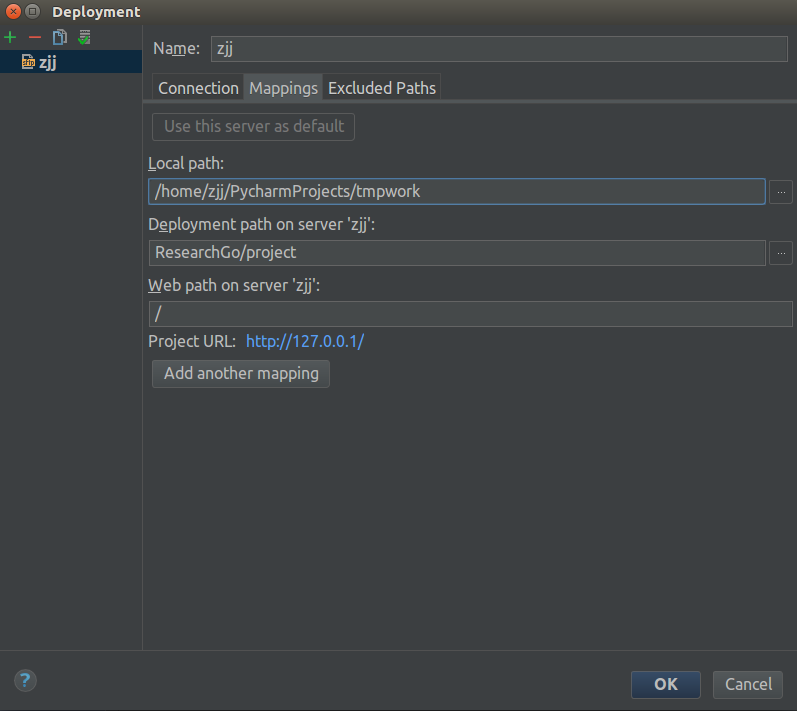 Deployment
zjj
Name: zjj
Connection Mappings Excluded Paths
Use this server as default
Local path:
/home/zjj/PycharmProjects/tmpwork
...
Deployment path on server 'zjj':
ResearchGo/project
...
Web path on server 'zjj':
/
Project URL: http://127.0.0.1/
Add another mapping
?
OK Cancel